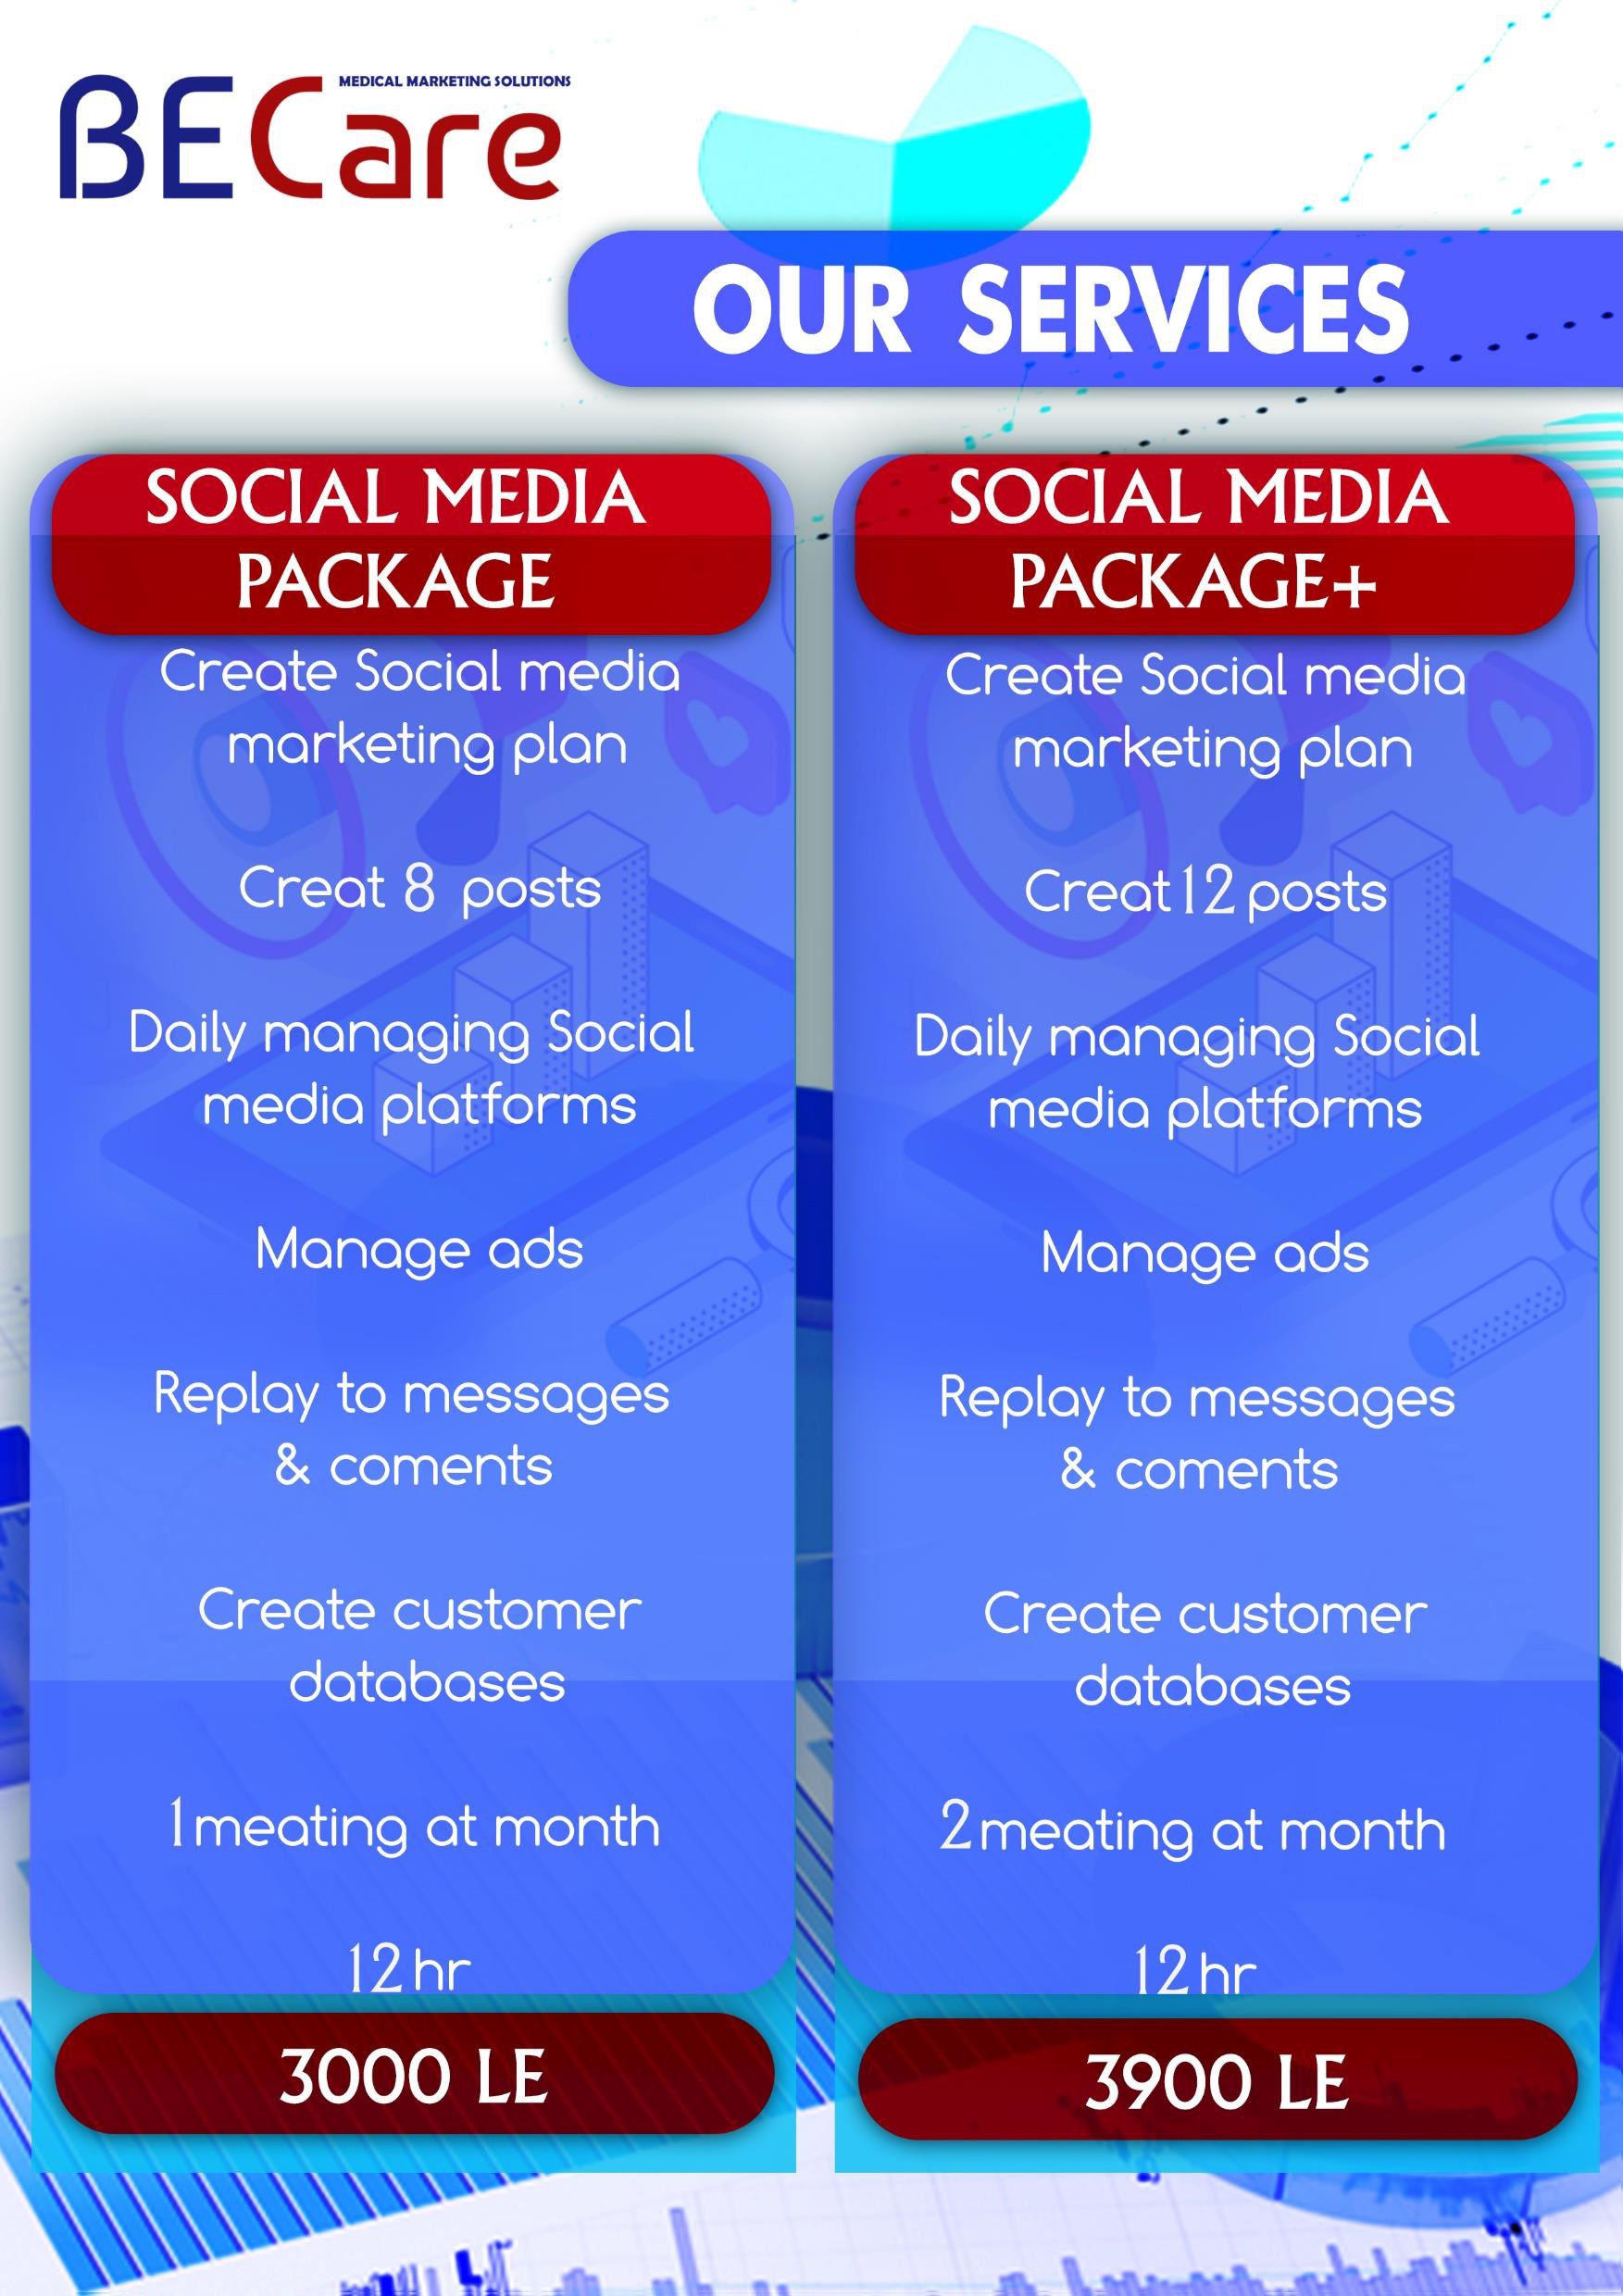 BECare
MEDICAL MARKETING SOLUTIONS
OUR SERVICES
SOCIAL MEDIA
PACKAGE
Create Social media
marketing plan
Creat 8 posts
Daily managing Social
media platforms
Manage ads
Replay to messages
& coments
Create customer
databases
1 meating at month
12 hr
3000 LE
SOCIAL MEDIA
PACKAGE+
Create Social media
marketing plan
Creat 12 posts
Daily managing Social
media platforms
Manage ads
Replay to messages
& coments
Create customer
databases
2 meating at month
12 hr
3900 LE